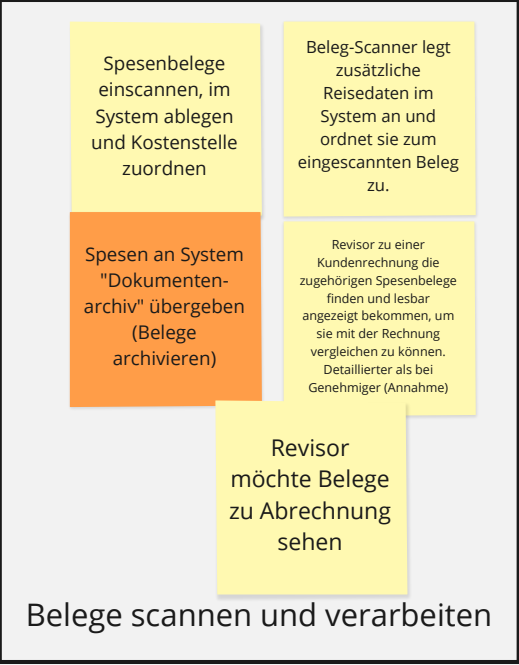 Spesenbelege
einscannen, im
System ablegen
und Kostenstelle
zuordnen
Beleg-Scanner legt
zusätzliche
Reisedaten im
System an und
ordnet sie zum
eingescannten Beleg
zu.
Spesen an System
"Dokumenten-
archiv" übergeben
(Belege
archivieren)
Revisor zu einer
Kundenrechnung die
zugehörigen Spesenbelege
finden und lesbar
angezeigt bekommen, um
sie mit der Rechnung
vergleichen zu können.
Detaillierter als bei
Genehmiger (Annahme)
Revisor
möchte Belege
zu Abrechnung
sehen
Belege scannen und verarbeiten